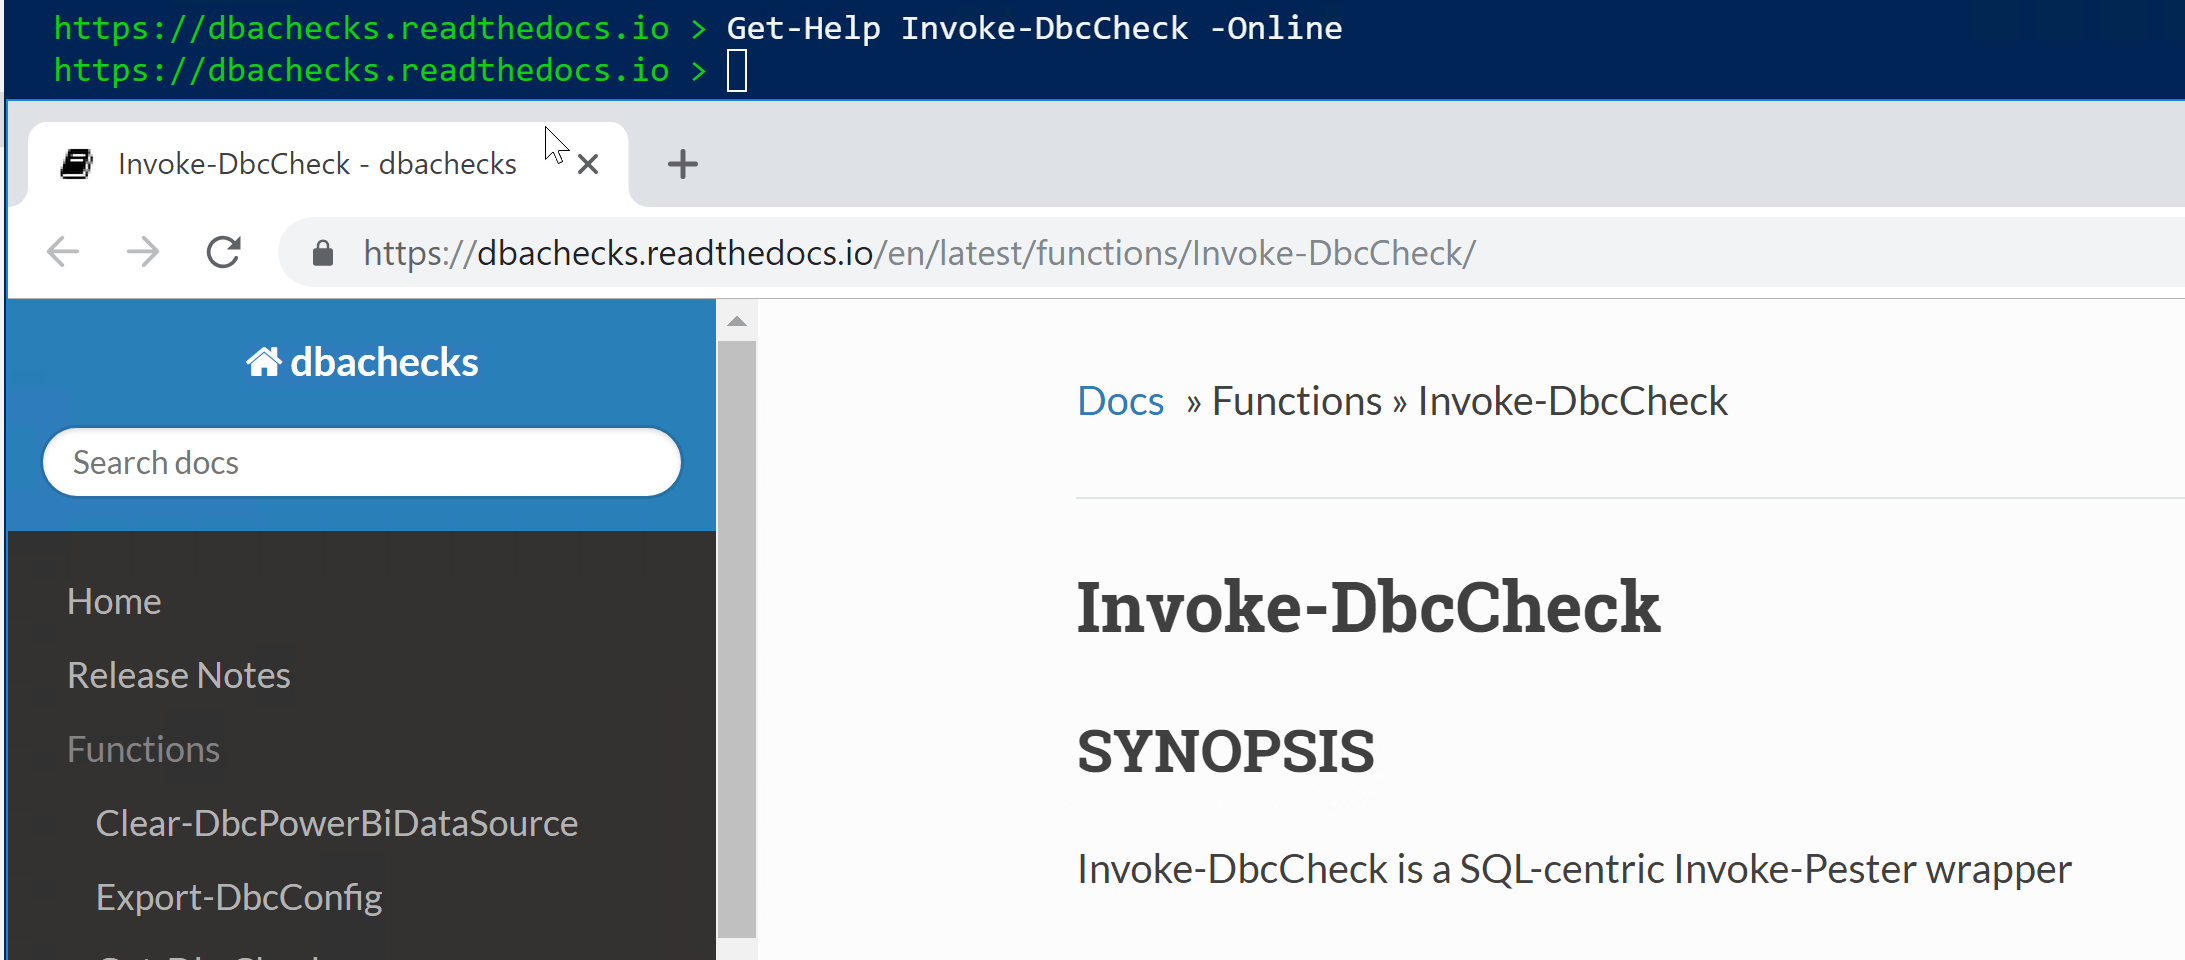 https://dbachecks.readthedocs.io > Get-Help Invoke-DbcCheck -Online
https://dbachecks.readthedocs.io >
Invoke-DbcCheck - dbachecks
https://dbachecks.readthedocs.io/en/latest/functions/Invoke-DbcCheck/
dbachecks
Search docs
Home
Release Notes
Functions
Clear-DbcPowerBiDataSource
Export-DbcConfig
Docs » Functions » Invoke-DbcCheck
Invoke-DbcCheck
SYNOPSIS
Invoke-DbcCheck is a SQL-centric Invoke-Pester wrapper